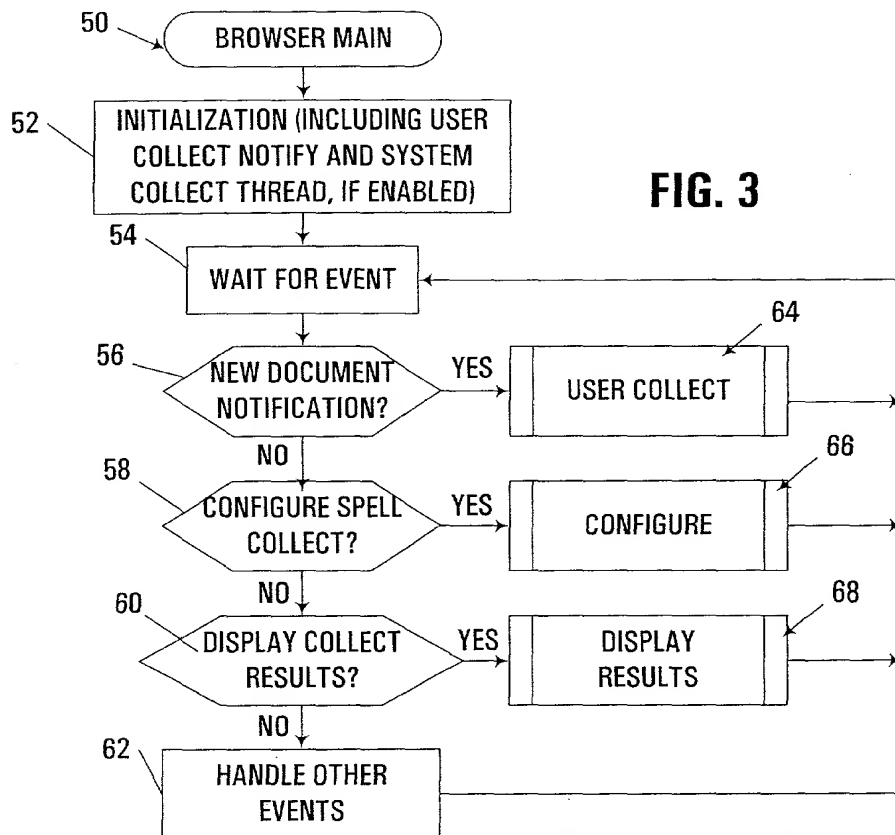 50
BROWSER MAIN
52
INITIALIZATION (INCLUDING USER
COLLECT NOTIFY AND SYSTEM
COLLECT THREAD, IF ENABLED)
FIG. 3
54
WAIT FOR EVENT
56
NEW DOCUMENT
NOTIFICATION?
YES
64
USER COLLECT
NO
58
CONFIGURE SPELL
COLLECT?
YES
66
CONFIGURE
NO
60
DISPLAY COLLECT
RESULTS?
YES
68
DISPLAY
RESULTS
NO
62
HANDLE OTHER
EVENTS